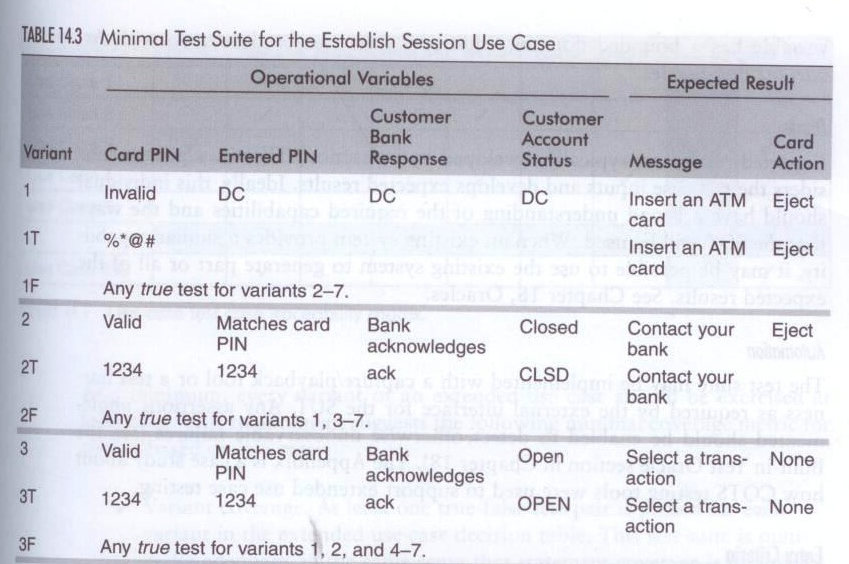 TABLE 14.3 Minimal Test Suite for the Establish Session Use Case
Operational Variables Expected Result
Variant Card PIN Entered PIN Customer Bank Response Customer Account Status Message Card Action
1 Invalid DC DC DC Insert an ATM card Eject
1T %*@# Insert an ATM card Eject
1F Any true test for variants 2–7.
2 Valid Matches card PIN Bank acknowledges Closed Contact your bank Eject
2T 1234 1234 ack CLSD Contact your bank Eject
2F Any true test for variants 1, 3–7.
3 Valid Matches card PIN Bank acknowledges Open Select a trans-action None
3T 1234 1234 ack OPEN Select a trans-action None
3F Any true test for variants 1, 2, and 4–7.